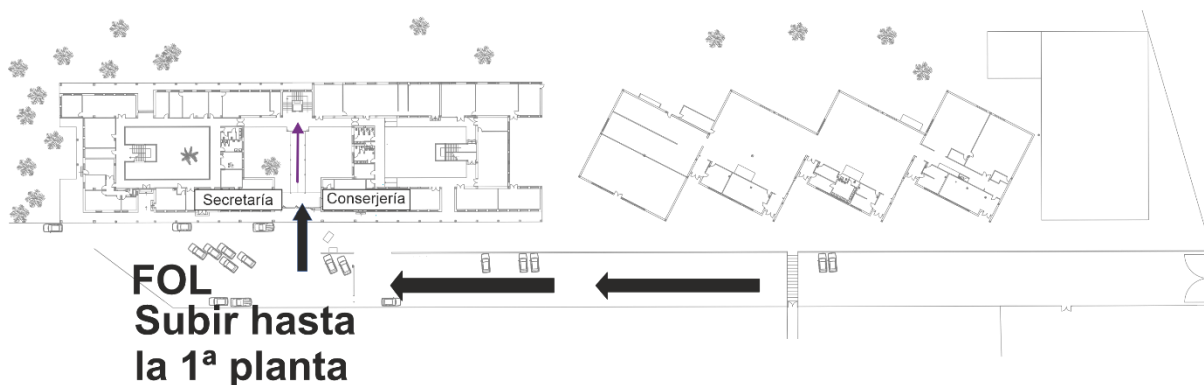 Secretaría
Conserjería
FOL
Subir hasta
la 1ª planta